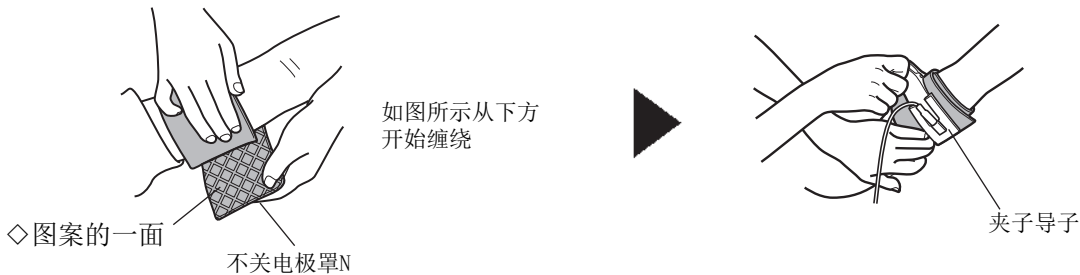 如图所示从下方
开始缠绕
◇图案的一面
不关电极罩N
夹子导子